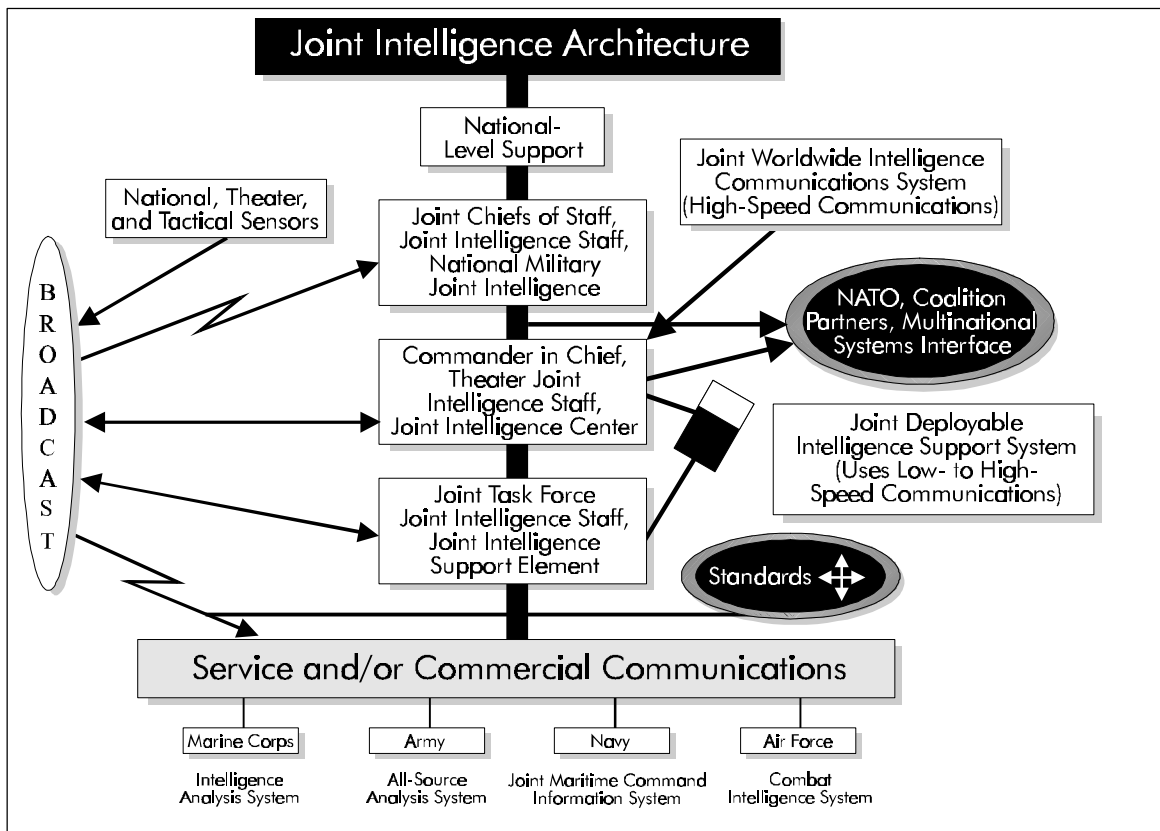 Joint Intelligence Architecture
National-
Level Support
National, Theater,
and Tactical Sensors
Joint Worldwide Intelligence
Communications System
(High-Speed Communications)
Joint Chiefs of Staff,
Joint Intelligence Staff,
National Military
Joint Intelligence
BROADCAST
NATO, Coalition
Partners, Multinational
Systems Interface
Commander in Chief,
Theater Joint
Intelligence Staff,
Joint Intelligence Center
Joint Deployable
Intelligence Support System
(Uses Low- to High-
Speed Communications)
Joint Task Force
Joint Intelligence Staff,
Joint Intelligence
Support Element
Standards
Service and/or Commercial Communications
Marine Corps
Intelligence
Analysis System
Army
All-Source
Analysis System
Navy
Joint Maritime Command
Information System
Air Force
Combat
Intelligence System